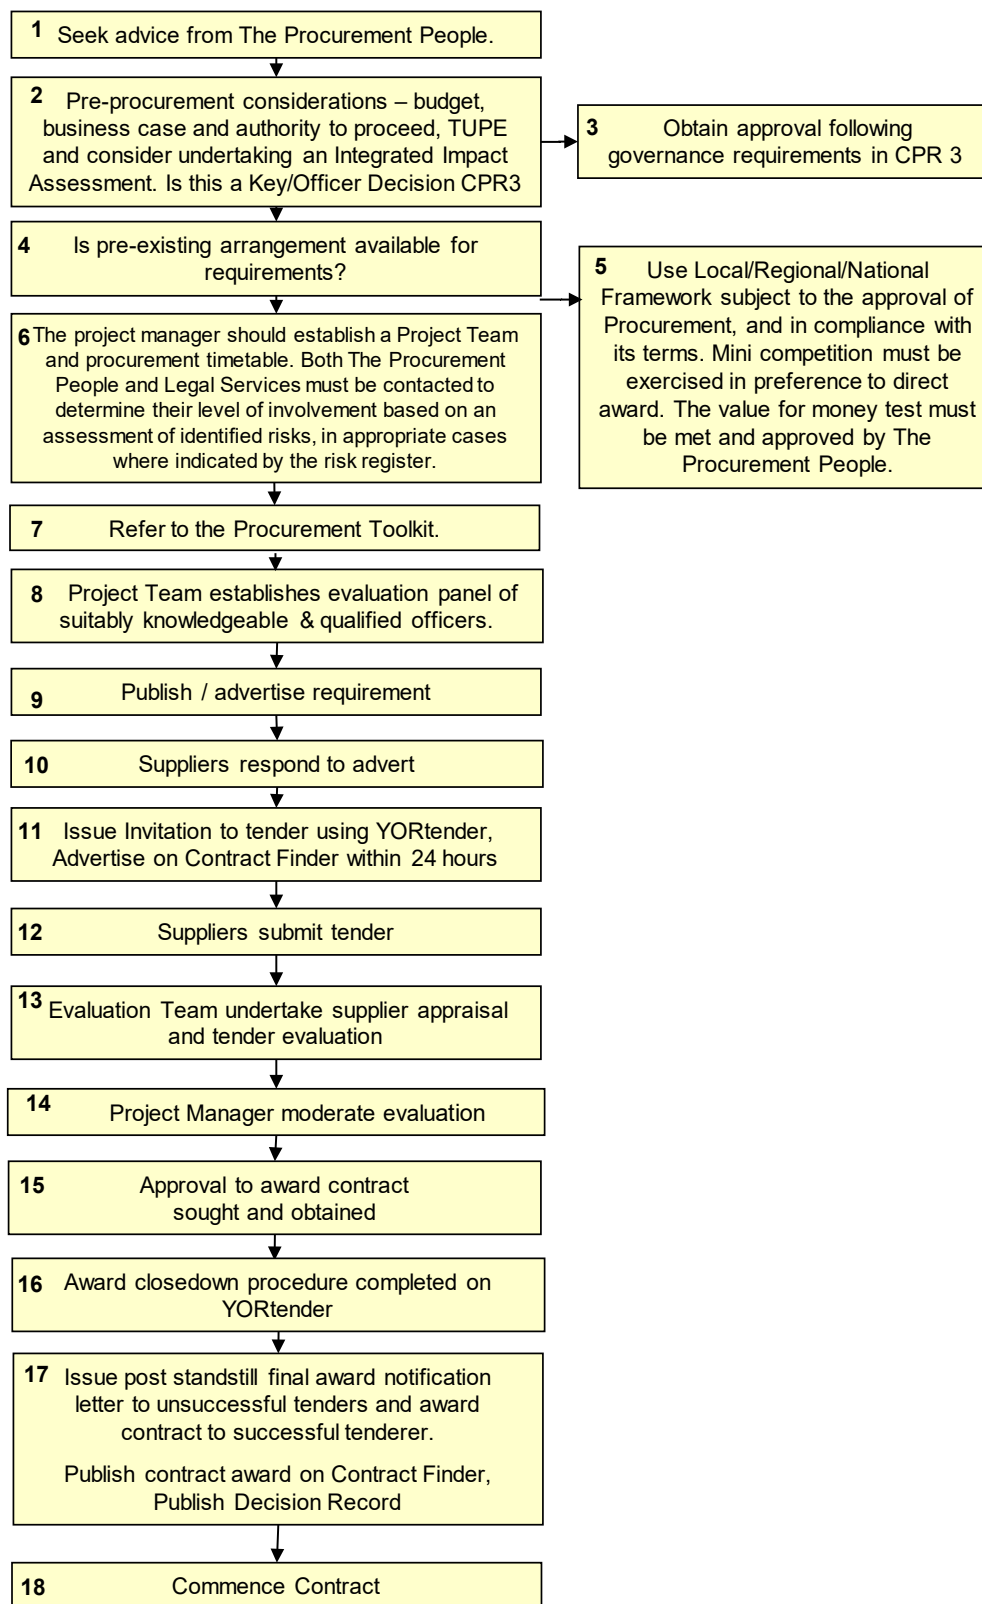 1 Seek advice from The Procurement People.
2 Pre-procurement considerations – budget,
business case and authority to proceed, TUPE
and consider undertaking an Integrated Impact
Assessment. Is this a Key/Officer Decision CPR3
3 Obtain approval following
governance requirements in CPR 3
4 Is pre-existing arrangement available for
requirements?
5 Use Local/Regional/National
Framework subject to the approval of
Procurement, and in compliance with
its terms. Mini competition must be
exercised in preference to direct
award. The value for money test must
be met and approved by The
Procurement People.
6 The project manager should establish a Project Team
and procurement timetable. Both The Procurement
People and Legal Services must be contacted to
determine their level of involvement based on an
assessment of identified risks, in appropriate cases
where indicated by the risk register.
7 Refer to the Procurement Toolkit.
8 Project Team establishes evaluation panel of
suitably knowledgeable & qualified officers.
9 Publish / advertise requirement
10 Suppliers respond to advert
11 Issue Invitation to tender using YORtender,
Advertise on Contract Finder within 24 hours
12 Suppliers submit tender
13 Evaluation Team undertake supplier appraisal
and tender evaluation
14 Project Manager moderate evaluation
15 Approval to award contract
sought and obtained
16 Award closedown procedure completed on
YORtender
17 Issue post standstill final award notification
letter to unsuccessful tenders and award
contract to successful tenderer.
Publish contract award on Contract Finder,
Publish Decision Record
18 Commence Contract